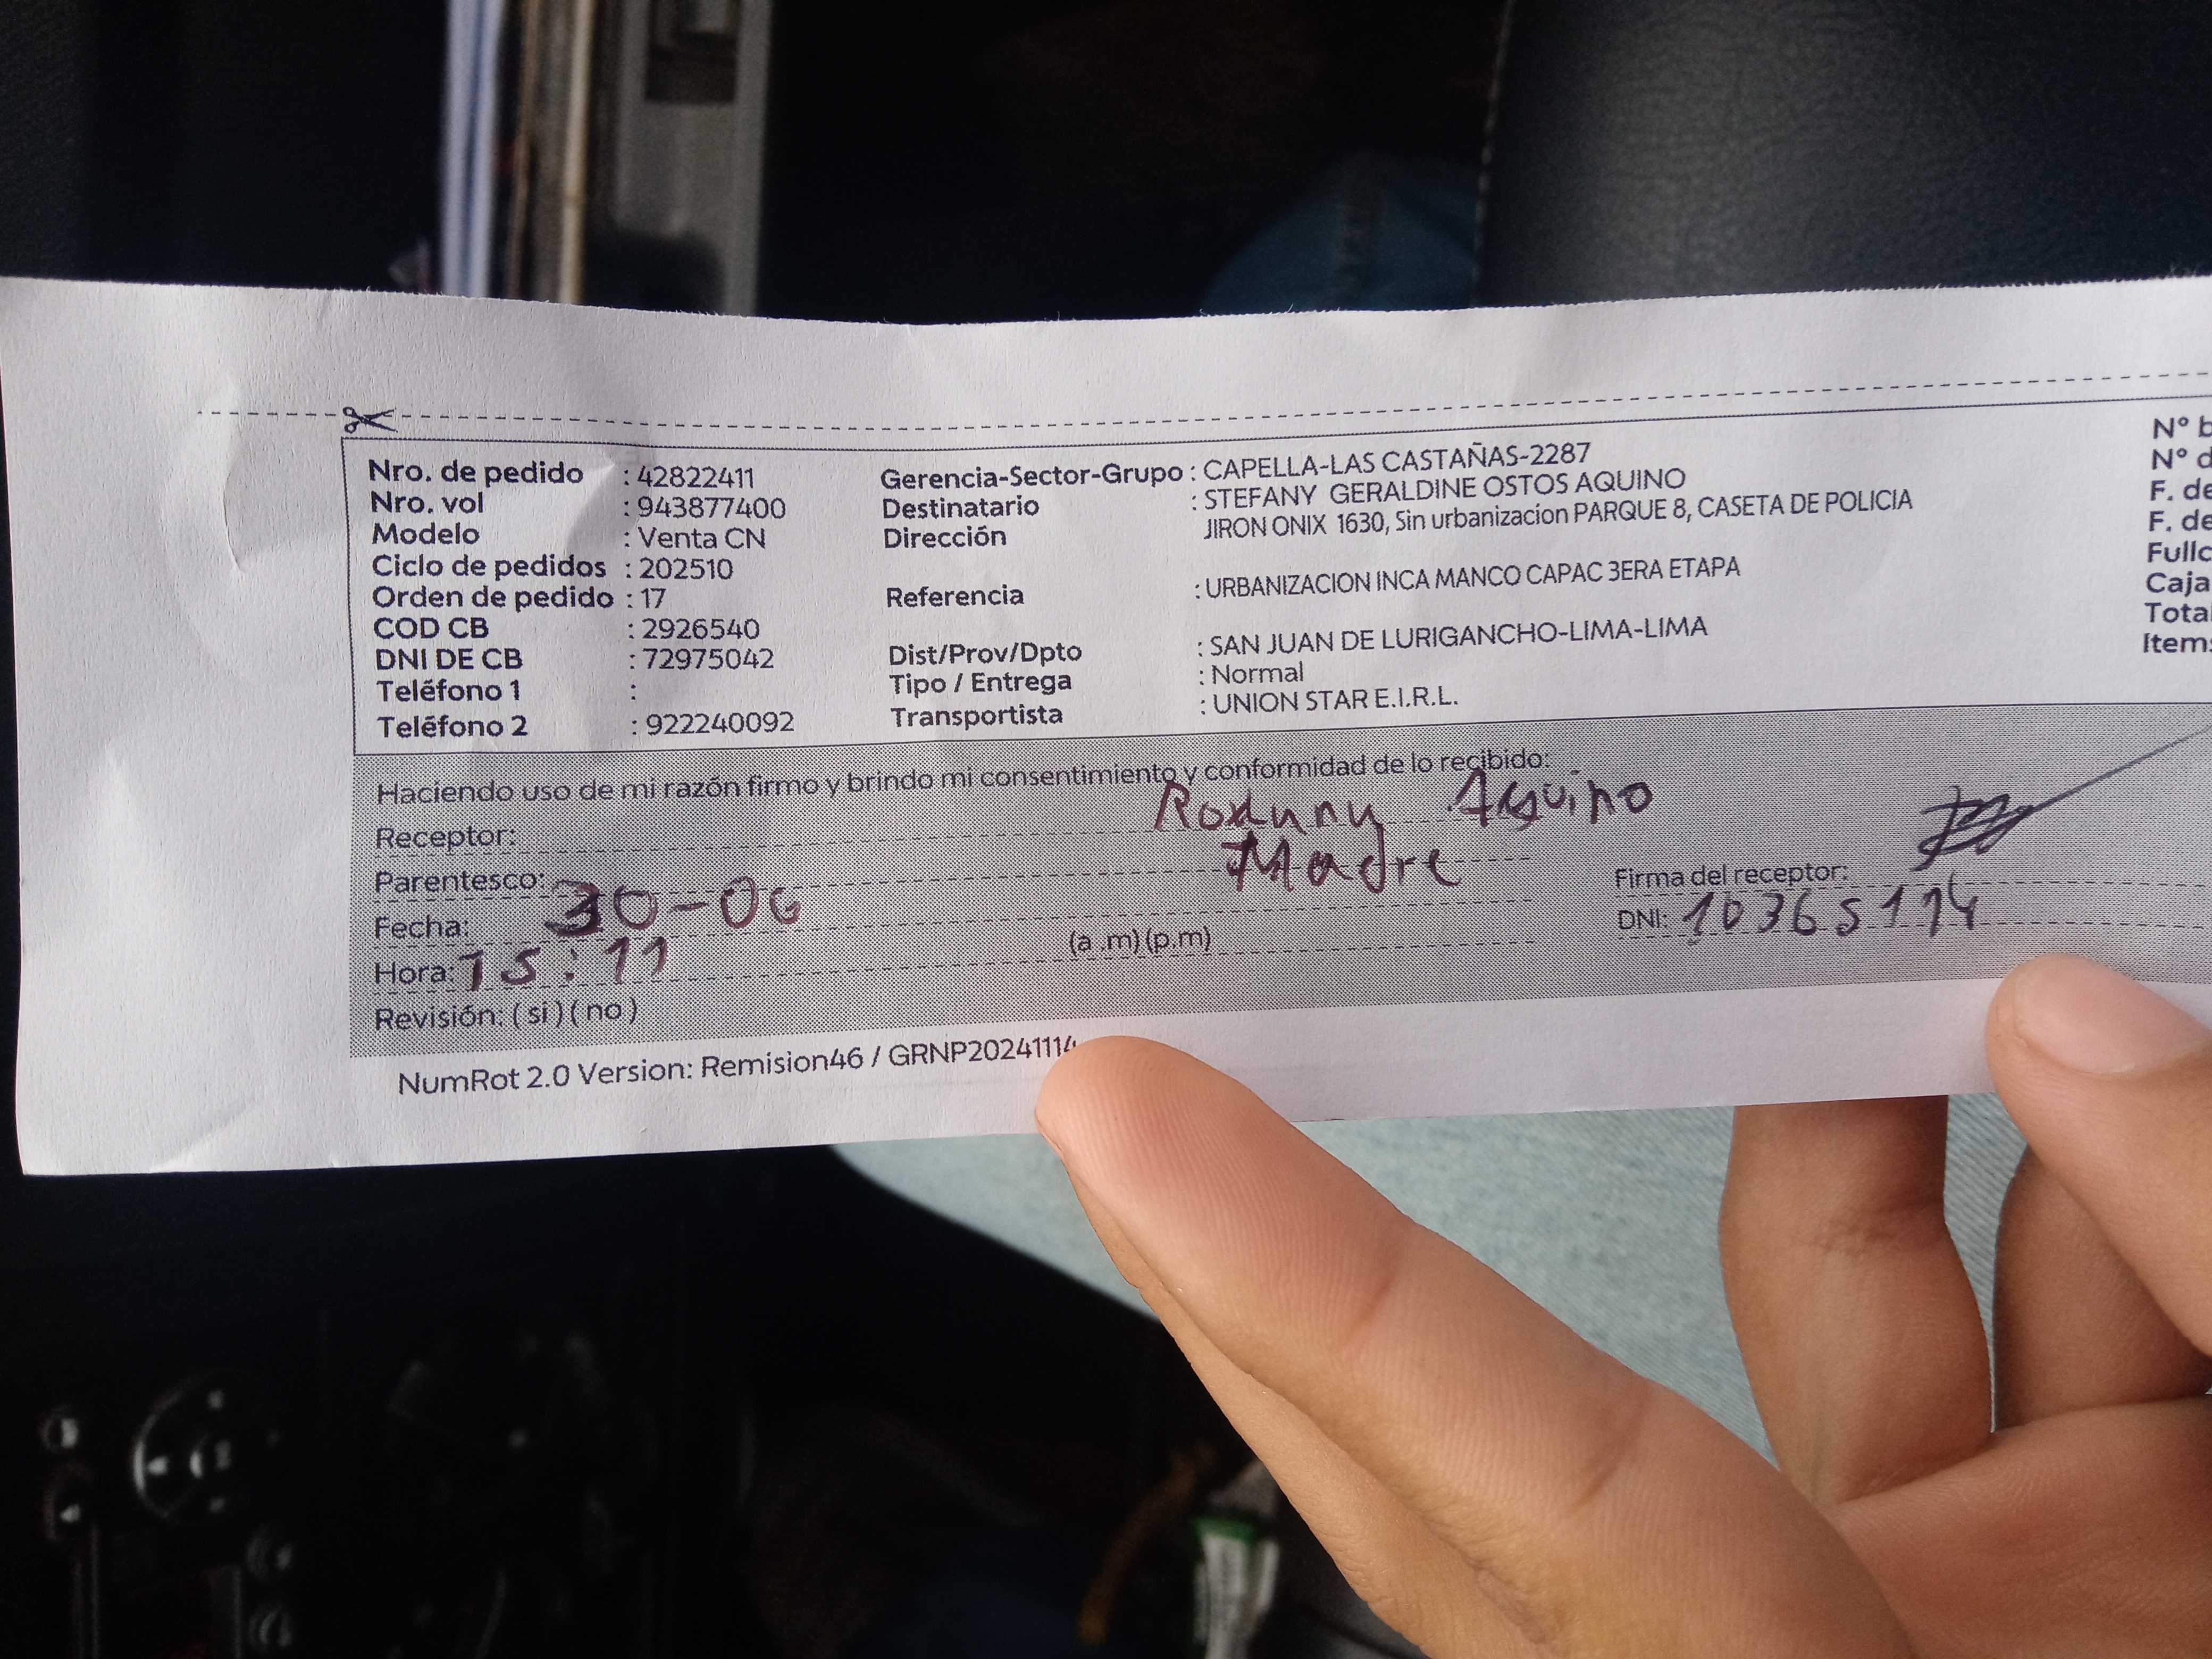 Nro. de pedido : 42822411
Nro. vol : 943877400
Modelo : Venta CN
Ciclo de pedidos : 202510
Orden de pedido : 17
COD CB : 2926540
DNI DE CB : 72975042
Teléfono 1 :
Teléfono 2 : 922240092
Gerencia-Sector-Grupo : CAPELLA-LAS CASTAÑAS-2287
Destinatario : STEFANY GERALDINE OSTOS AQUINO
Dirección JIRON ONIX 1630, Sin urbanizacion PARQUE 8, CASETA DE POLICIA
Referencia : URBANIZACION INCA MANCO CAPAC 3ERA ETAPA
Dist/Prov/Dpto : SAN JUAN DE LURIGANCHO-LIMA-LIMA
Tipo / Entrega : Normal
Transportista : UNION STAR E.I.R.L.
N° b
N° d
F. de
F. de
Fullc
Caja
Tota
Item
Haciendo uso de mi razón firmo y brindo mi consentimiento y conformidad de lo recibido:
Receptor: Aquino
Parentesco: Madre
Fecha: 30-06
Hora: 15:11 (a .m) (p.m)
Revisión: ( si ) ( no )
Firma del receptor:
DNI: 10365114
NumRot 2.0 Version: Remision46 / GRNP20241114